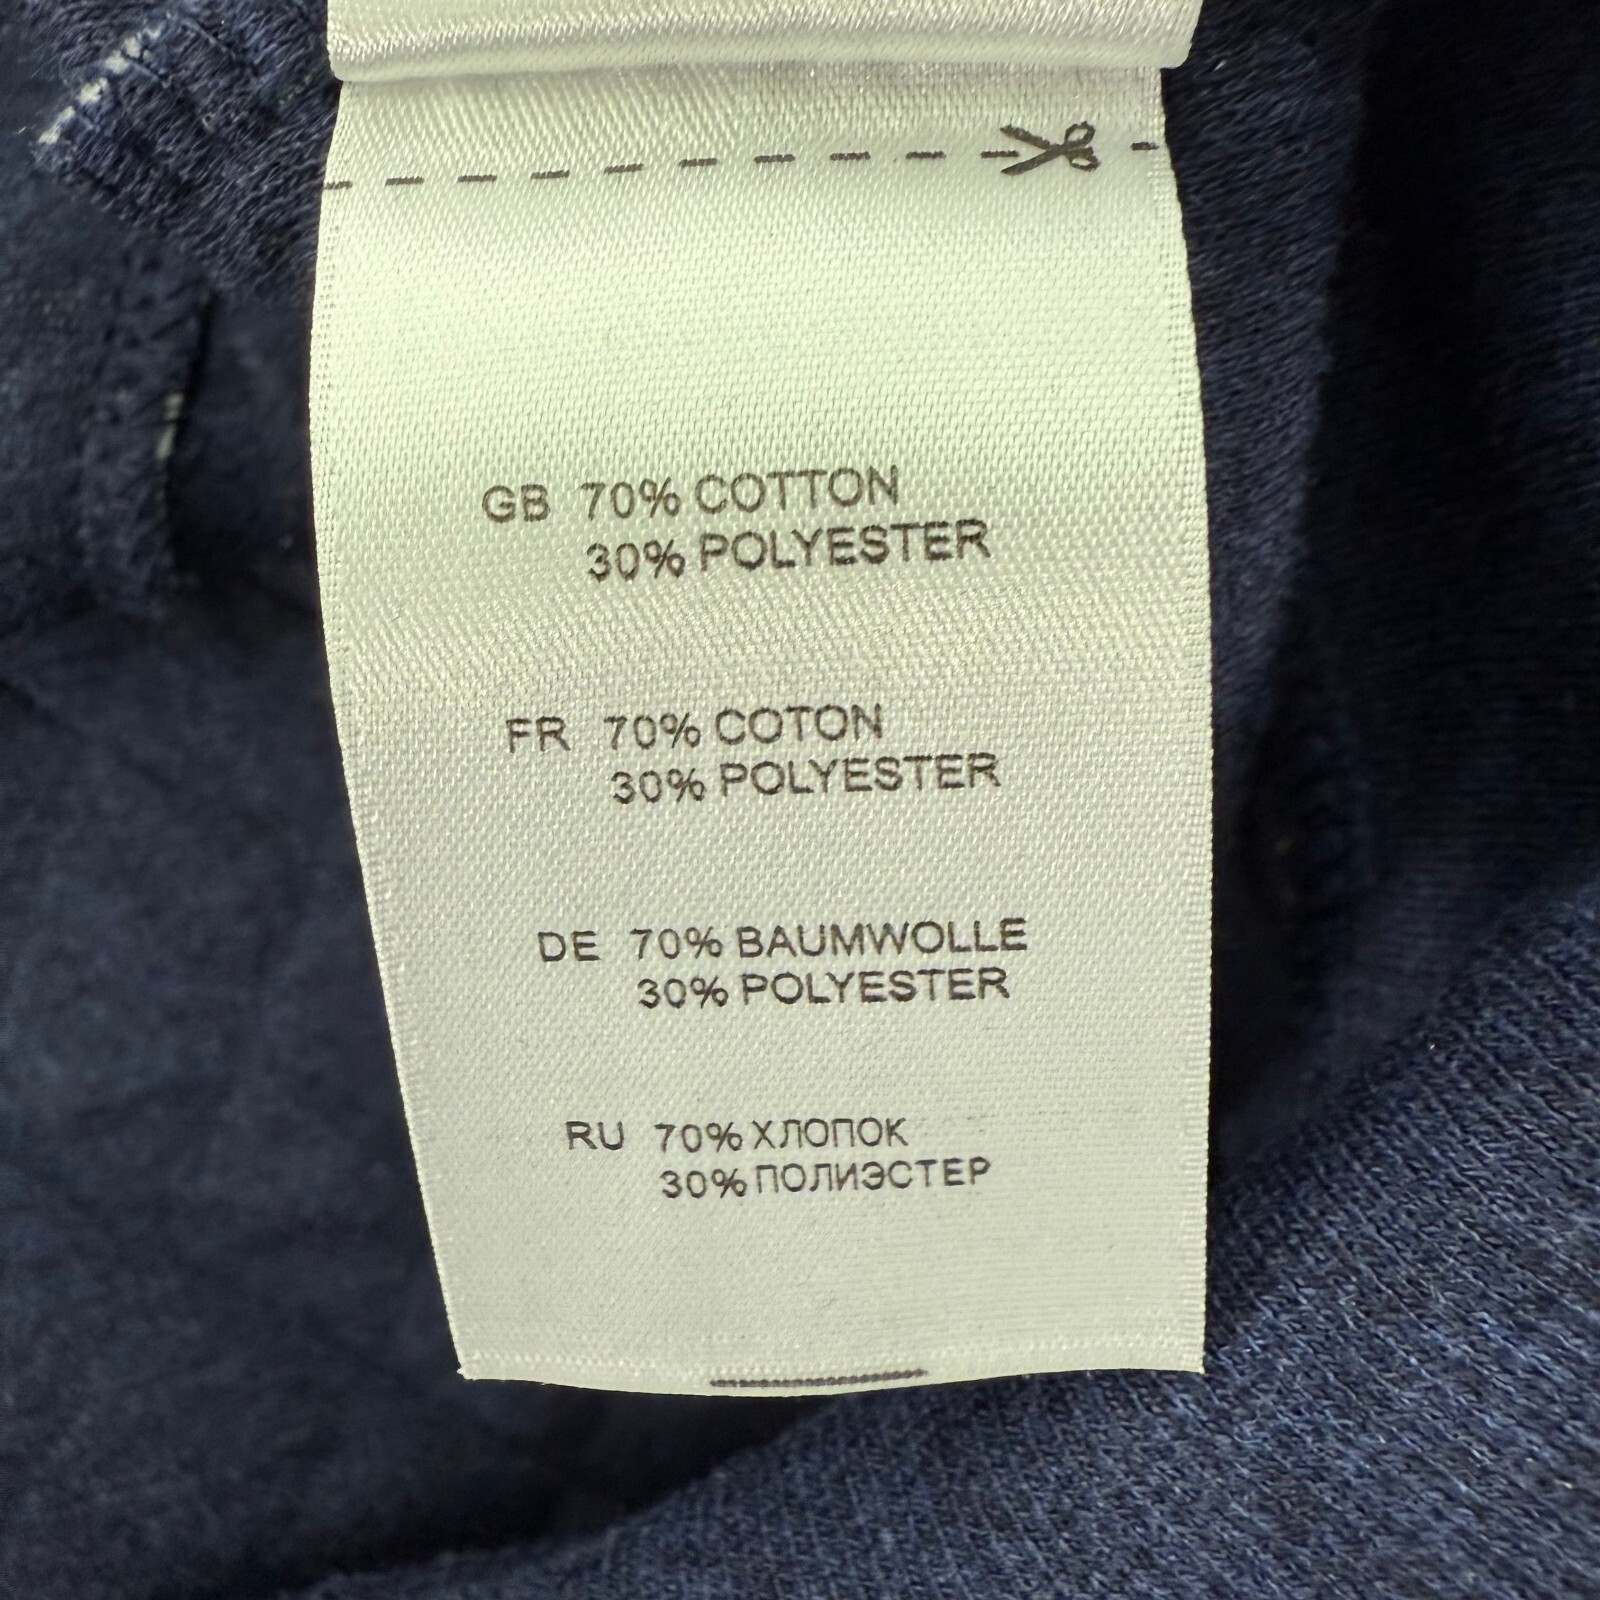 GB 70% COTTON
30% POLYESTER
FR 70% COTON
30% POLYESTER
DE 70% BAUMWOLLE
30% POLYESTER
RU 70% ХЛОПОК
30% ПОЛИЭСТЕР